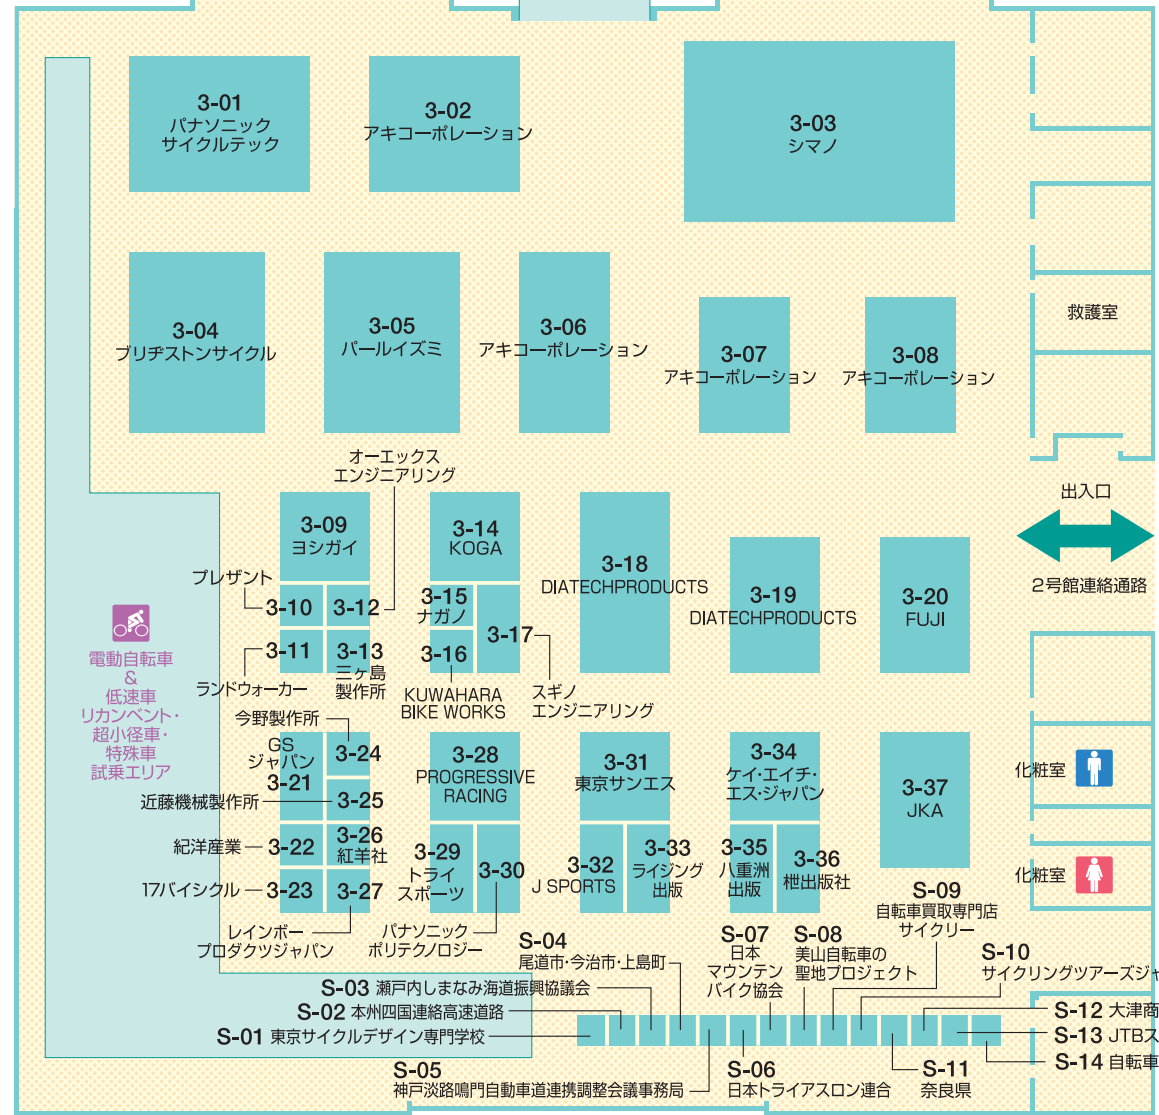 3-01
パナソニック
サイクルテック
3-02
アキコーポレーション
3-03
シマノ
3-04
ブリヂストンサイクル
3-05
パールイズミ
3-06
アキコーポレーション
3-07
アキコーポレーション
3-08
アキコーポレーション
救護室
オーエックス
エンジニアリング
出入口
2号館連絡通路
3-09
ヨシガイ
プレザント
3-10
3-12
3-11
ランドウォーカー
3-13
三ヶ島
製作所
3-14
KOGA
3-15
ナガノ
3-16
KUWAHARA
BIKE WORKS
3-17
スギノ
エンジニアリング
3-18
DIATECHPRODUCTS
3-19
DIATECHPRODUCTS
3-20
FUJI
電動自転車
&
低速車
リカンベント・
超小径車・
特殊車
試乗エリア
今野製作所
GS
ジャパン
3-21
3-24
近藤機械製作所
3-25
紀洋産業
3-22
3-26
紅羊社
17バイシクル
3-23
3-27
レインボー
プロダクツジャパン
3-28
PROGRESSIVE
RACING
3-29
トライ
スポーツ
3-30
パナソニック
ポリテクノロジー
3-31
東京サンエス
3-32
J SPORTS
3-33
ライジング
出版
3-34
ケイ・エイチ・
エス・ジャパン
3-35
八重洲
出版
3-36
枻出版社
3-37
JKA
化粧室
化粧室
S-09
自転車買取専門店
サイクリー
S-04
尾道市・今治市・上島町
S-07
日本
マウンテン
バイク協会
S-08
美山自転車の
聖地プロジェクト
S-10
サイクリングツアーズジャ
S-03 瀬戸内しまなみ海道振興協議会
S-02 本州四国連絡高速道路
S-01 東京サイクルデザイン専門学校
S-12 大津商
S-13 JTBス
S-14 自転車
S-05
神戸淡路鳴門自動車道連携調整会議事務局
S-06
日本トライアスロン連合
S-11
奈良県